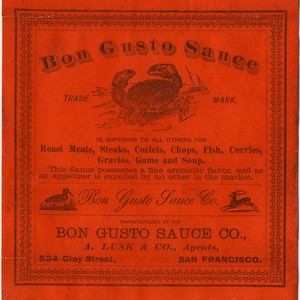 Bon Gusto Sauce
TRADE MARK.
IS SUPERIOR TO ALL OTHERS FOR
Roast Meats, Steaks, Cutlets, Chops, Fish, Curries,
Gravies, Game and Soup.
This Sauce possesses a fine aromatic flavor, and as
an appetizer is excelled by no other in the market.
Bon Gusto Sauce Co.
MANUFACTURED BY THE
BON GUSTO SAUCE CO.,
A. LUSK & CO., Agents,
534 Clay Street, SAN FRANCISCO.